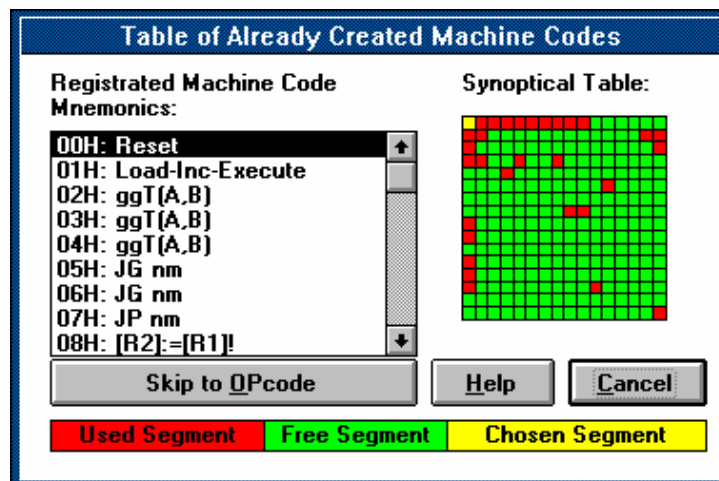 Table of Already Created Machine Codes
Registrated Machine Code
Mnemonics:
Synoptical Table:
00H: Reset
01H: Load-Inc-Execute
02H: ggT(A,B)
03H: ggT(A,B)
04H: ggT(A,B)
05H: JG nm
06H: JG nm
07H: JP nm
08H: [R2]:=[R1]!
Skip to OPcode
Help
Cancel
Used Segment
Free Segment
Chosen Segment